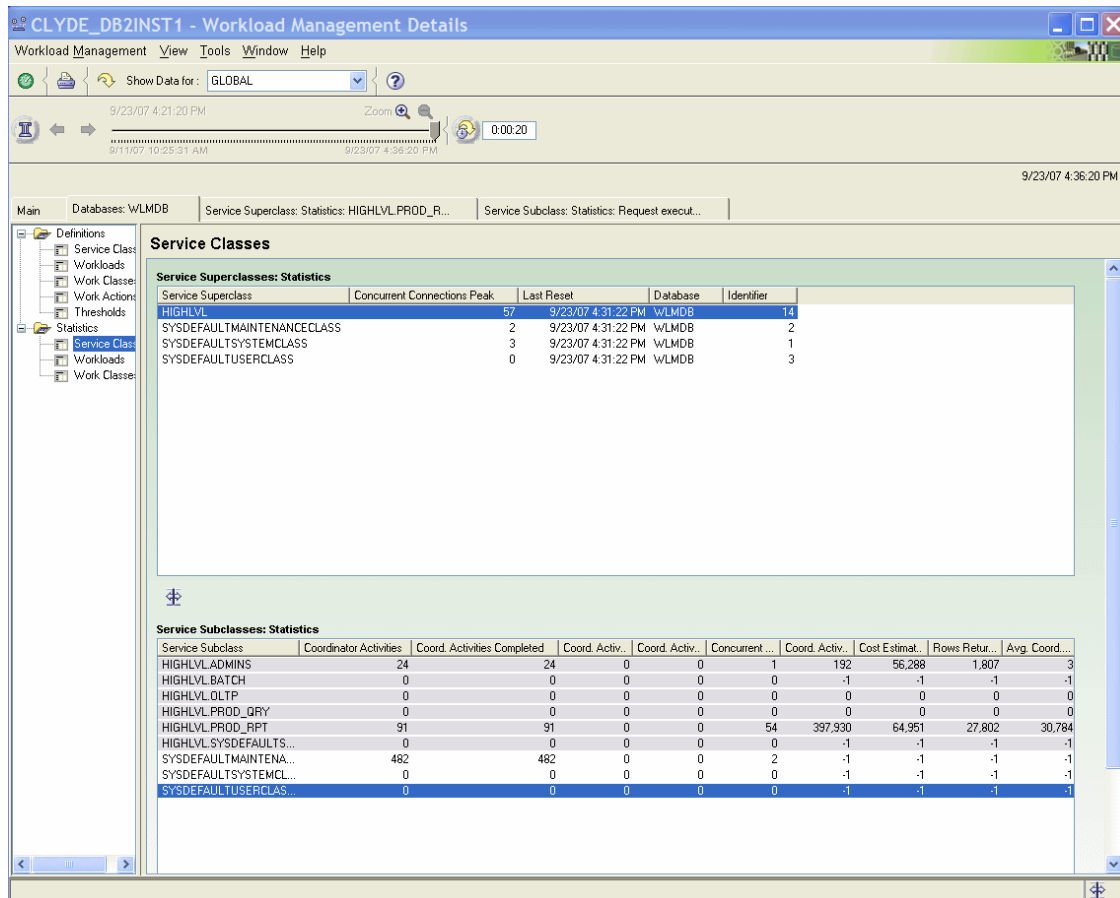 CLYDE_DB2INST1 - Workload Management Details
Workload Management View Tools Window Help
Show Data for: GLOBAL
9/23/07 4:21:20 PM Zoom
0:00:20
9/11/07 10:25:31 AM 9/23/07 4:36:20 PM
9/23/07 4:36:20 PM
Main Databases: WLMDB Service Superclass: Statistics: HIGHLVL.PROD_R... Service Subclass: Statistics: Request execut...
Definitions
Service Class
Workloads
Work Classe
Work Actions
Thresholds
Statistics
Service Class
Workloads
Work Classe
Service Classes
Service Superclasses: Statistics
Service Superclass Concurrent Connections Peak Last Reset Database Identifier
HIGHLVL 57 9/23/07 4:31:22 PM WLMDB 14
SYSDEFAULTMAINTENANCECLASS 2 9/23/07 4:31:22 PM WLMDB 2
SYSDEFAULTSYSTEMCLASS 3 9/23/07 4:31:22 PM WLMDB 1
SYSDEFAULTUSERCLASS 0 9/23/07 4:31:22 PM WLMDB 3
Service Subclasses: Statistics
Service Subclass Coordinator Activities Coord. Activities Completed Coord. Activ.. Coord. Activ.. Concurrent ... Coord. Activ.. Cost Estimat.. Rows Retur... Avg. Coord....
HIGHLVL.ADMINS 24 24 0 0 1 192 56,288 1,807 3
HIGHLVL.BATCH 0 0 0 0 0 -1 -1 -1 -1
HIGHLVL.OLTP 0 0 0 0 0 0 0 0 0
HIGHLVL.PROD_QRY 0 0 0 0 0 0 0 0 0
HIGHLVL.PROD_RPT 91 91 0 0 54 397,930 64,951 27,802 30,784
HIGHLVL.SYSDEFAULTS... 0 0 0 0 0 -1 -1 -1 -1
SYSDEFAULTMAINTENA... 482 482 0 0 2 -1 -1 -1 -1
SYSDEFAULTSYSTEMCL... 0 0 0 0 0 -1 -1 -1 -1
SYSDEFAULTUSERCLAS... 0 0 0 0 0 -1 -1 -1 -1